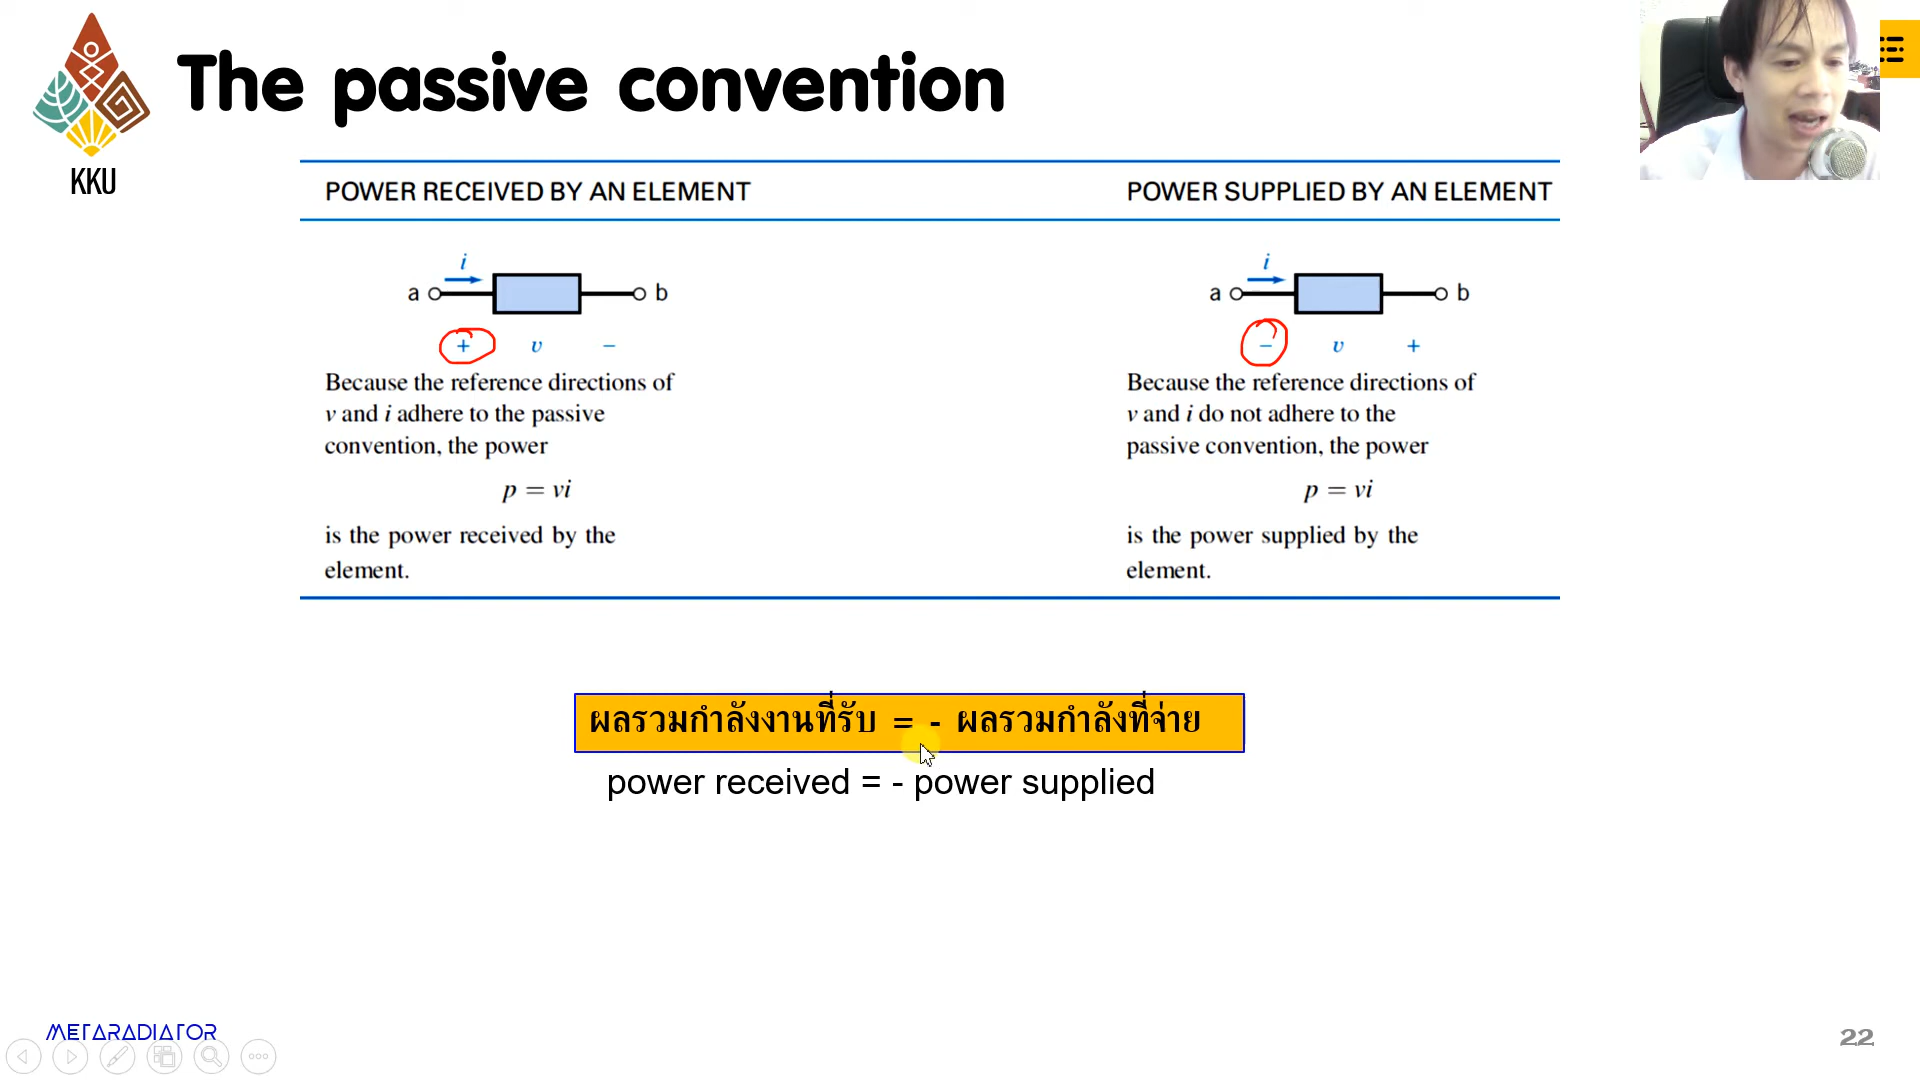 The passive convention
KKU
POWER RECEIVED BY AN ELEMENT
i
a
b
+ v −
Because the reference directions of
v and i adhere to the passive
convention, the power
p = vi
is the power received by the
element.
POWER SUPPLIED BY AN ELEMENT
i
a
b
− v +
Because the reference directions of
v and i do not adhere to the
passive convention, the power
p = vi
is the power supplied by the
element.
ผลรวมกำลังงานที่รับ = - ผลรวมกำลังที่จ่าย
power received = - power supplied
METARADIATOR
22